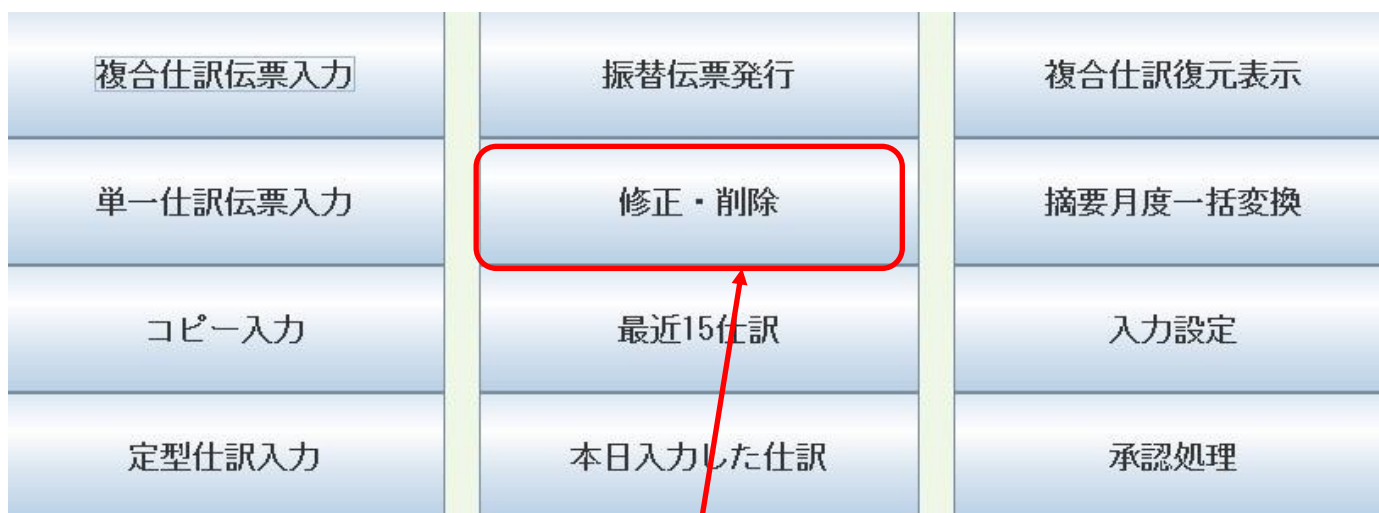 複合仕訳伝票入力
振替伝票発行
複合仕訳復元表示
単一仕訳伝票入力
修正・削除
摘要月度一括変換
コピー入力
最近15仕訳
入力設定
定型仕訳入力
本日入力した仕訳
承認処理